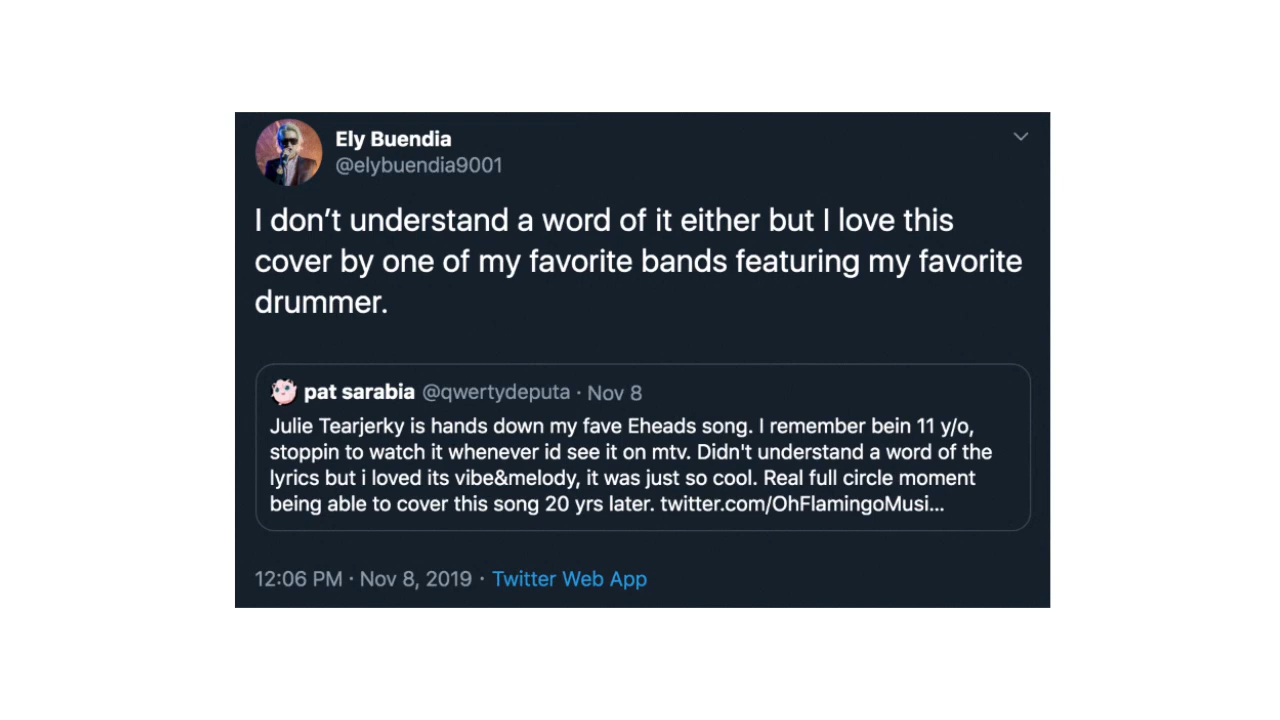 Ely Buendia
@elybuendia9001
I don’t understand a word of it either but I love this
cover by one of my favorite bands featuring my favorite
drummer.
pat sarabia @qwertydeputa · Nov 8
Julie Tearjerky is hands down my fave Eheads song. I remember bein 11 y/o,
stoppin to watch it whenever id see it on mtv. Didn't understand a word of the
lyrics but i loved its vibe&melody, it was just so cool. Real full circle moment
being able to cover this song 20 yrs later. twitter.com/OhFlamingoMusi...
12:06 PM · Nov 8, 2019 · Twitter Web App